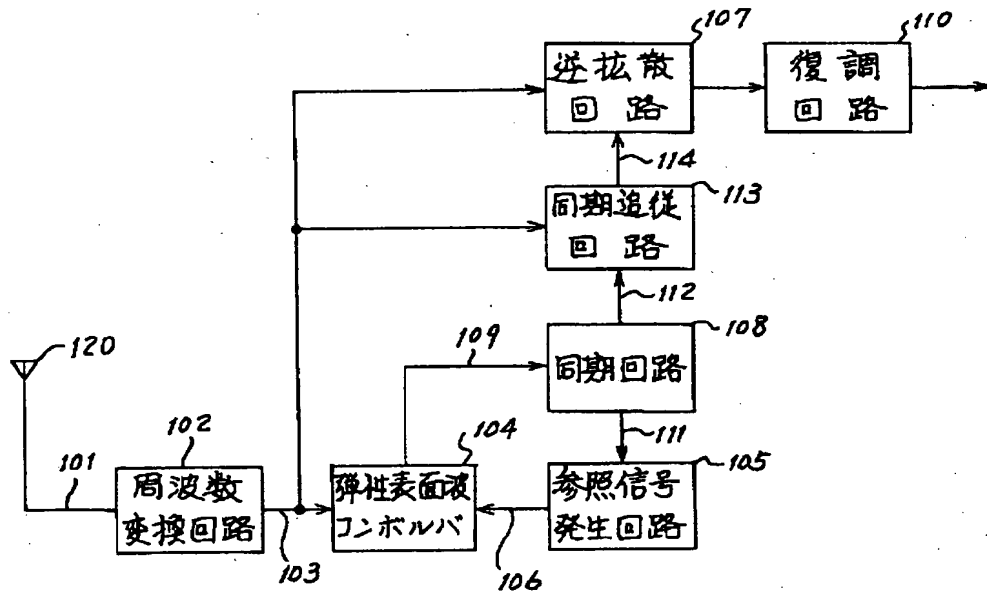 107
110
逆拡散
回路
復調
回路
114
113
同期追従
回路
112
108
120
109
同期回路
102
104
111
105
101
周波数
変換回路
弾性表面波
コンボルバ
参照信号
発生回路
103
106